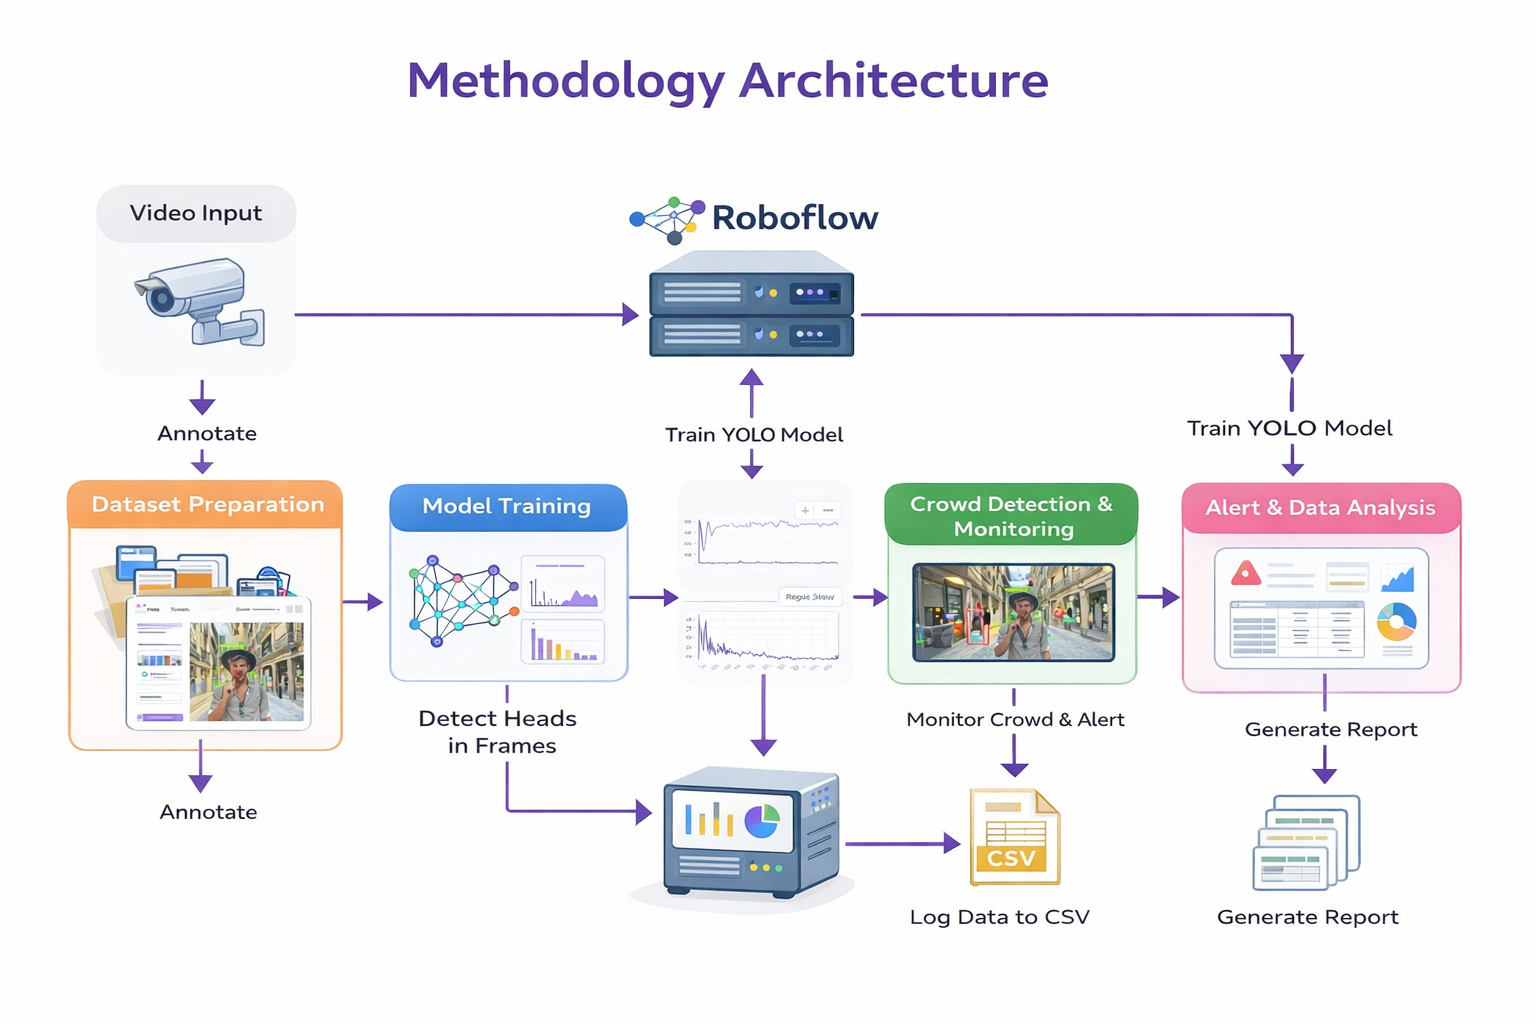 Methodology Architecture
Video Input
Roboflow
Annotate
Train YOLO Model
Train YOLO Model
Dataset Preparation
Model Training
Crowd Detection &
Monitoring
Alert & Data Analysis
Detect Heads
in Frames
Monitor Crowd & Alert
Generate Report
Annotate
CSV
Log Data to CSV
Generate Report